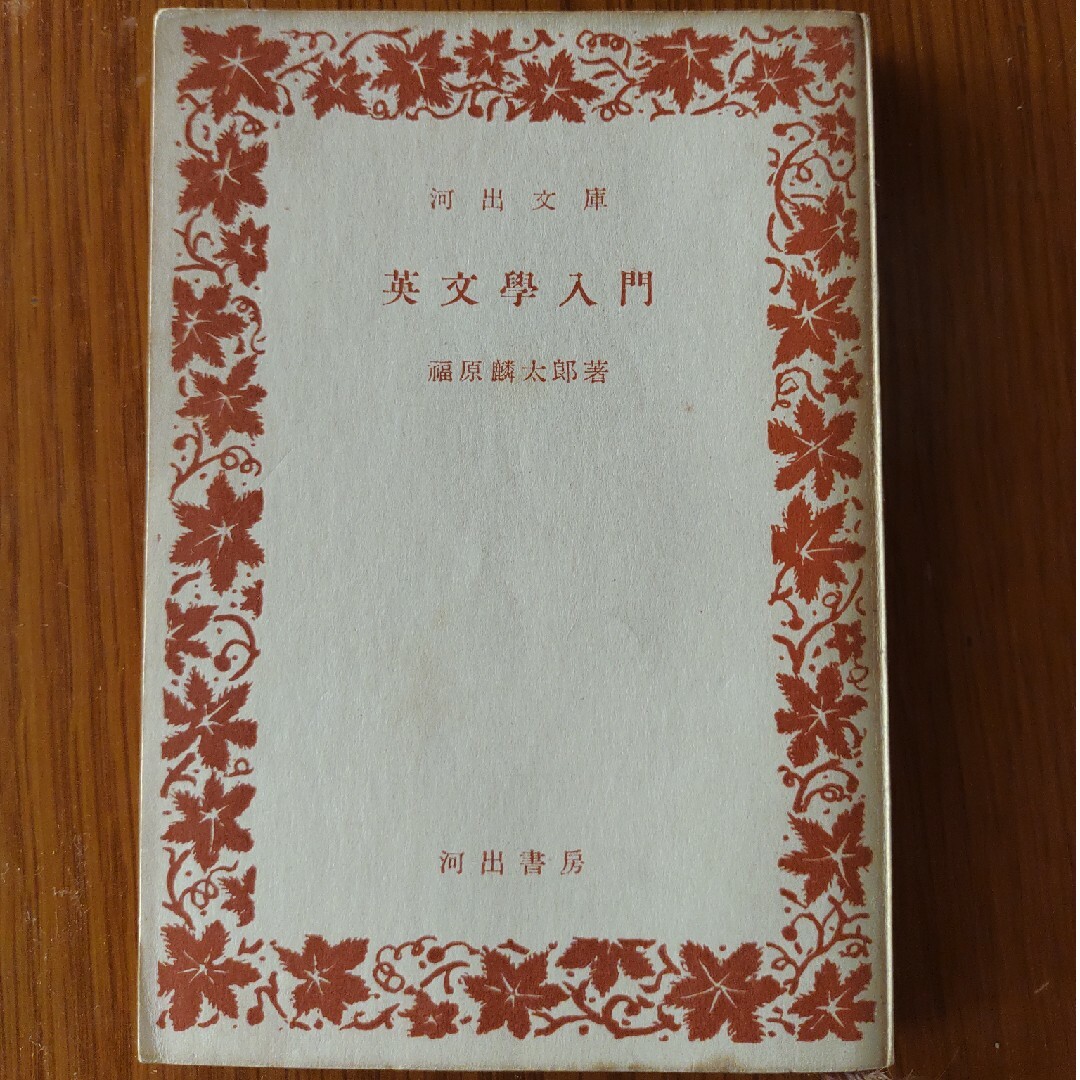 河出文庫
英文學入門
福原麟太郎著
河出書房